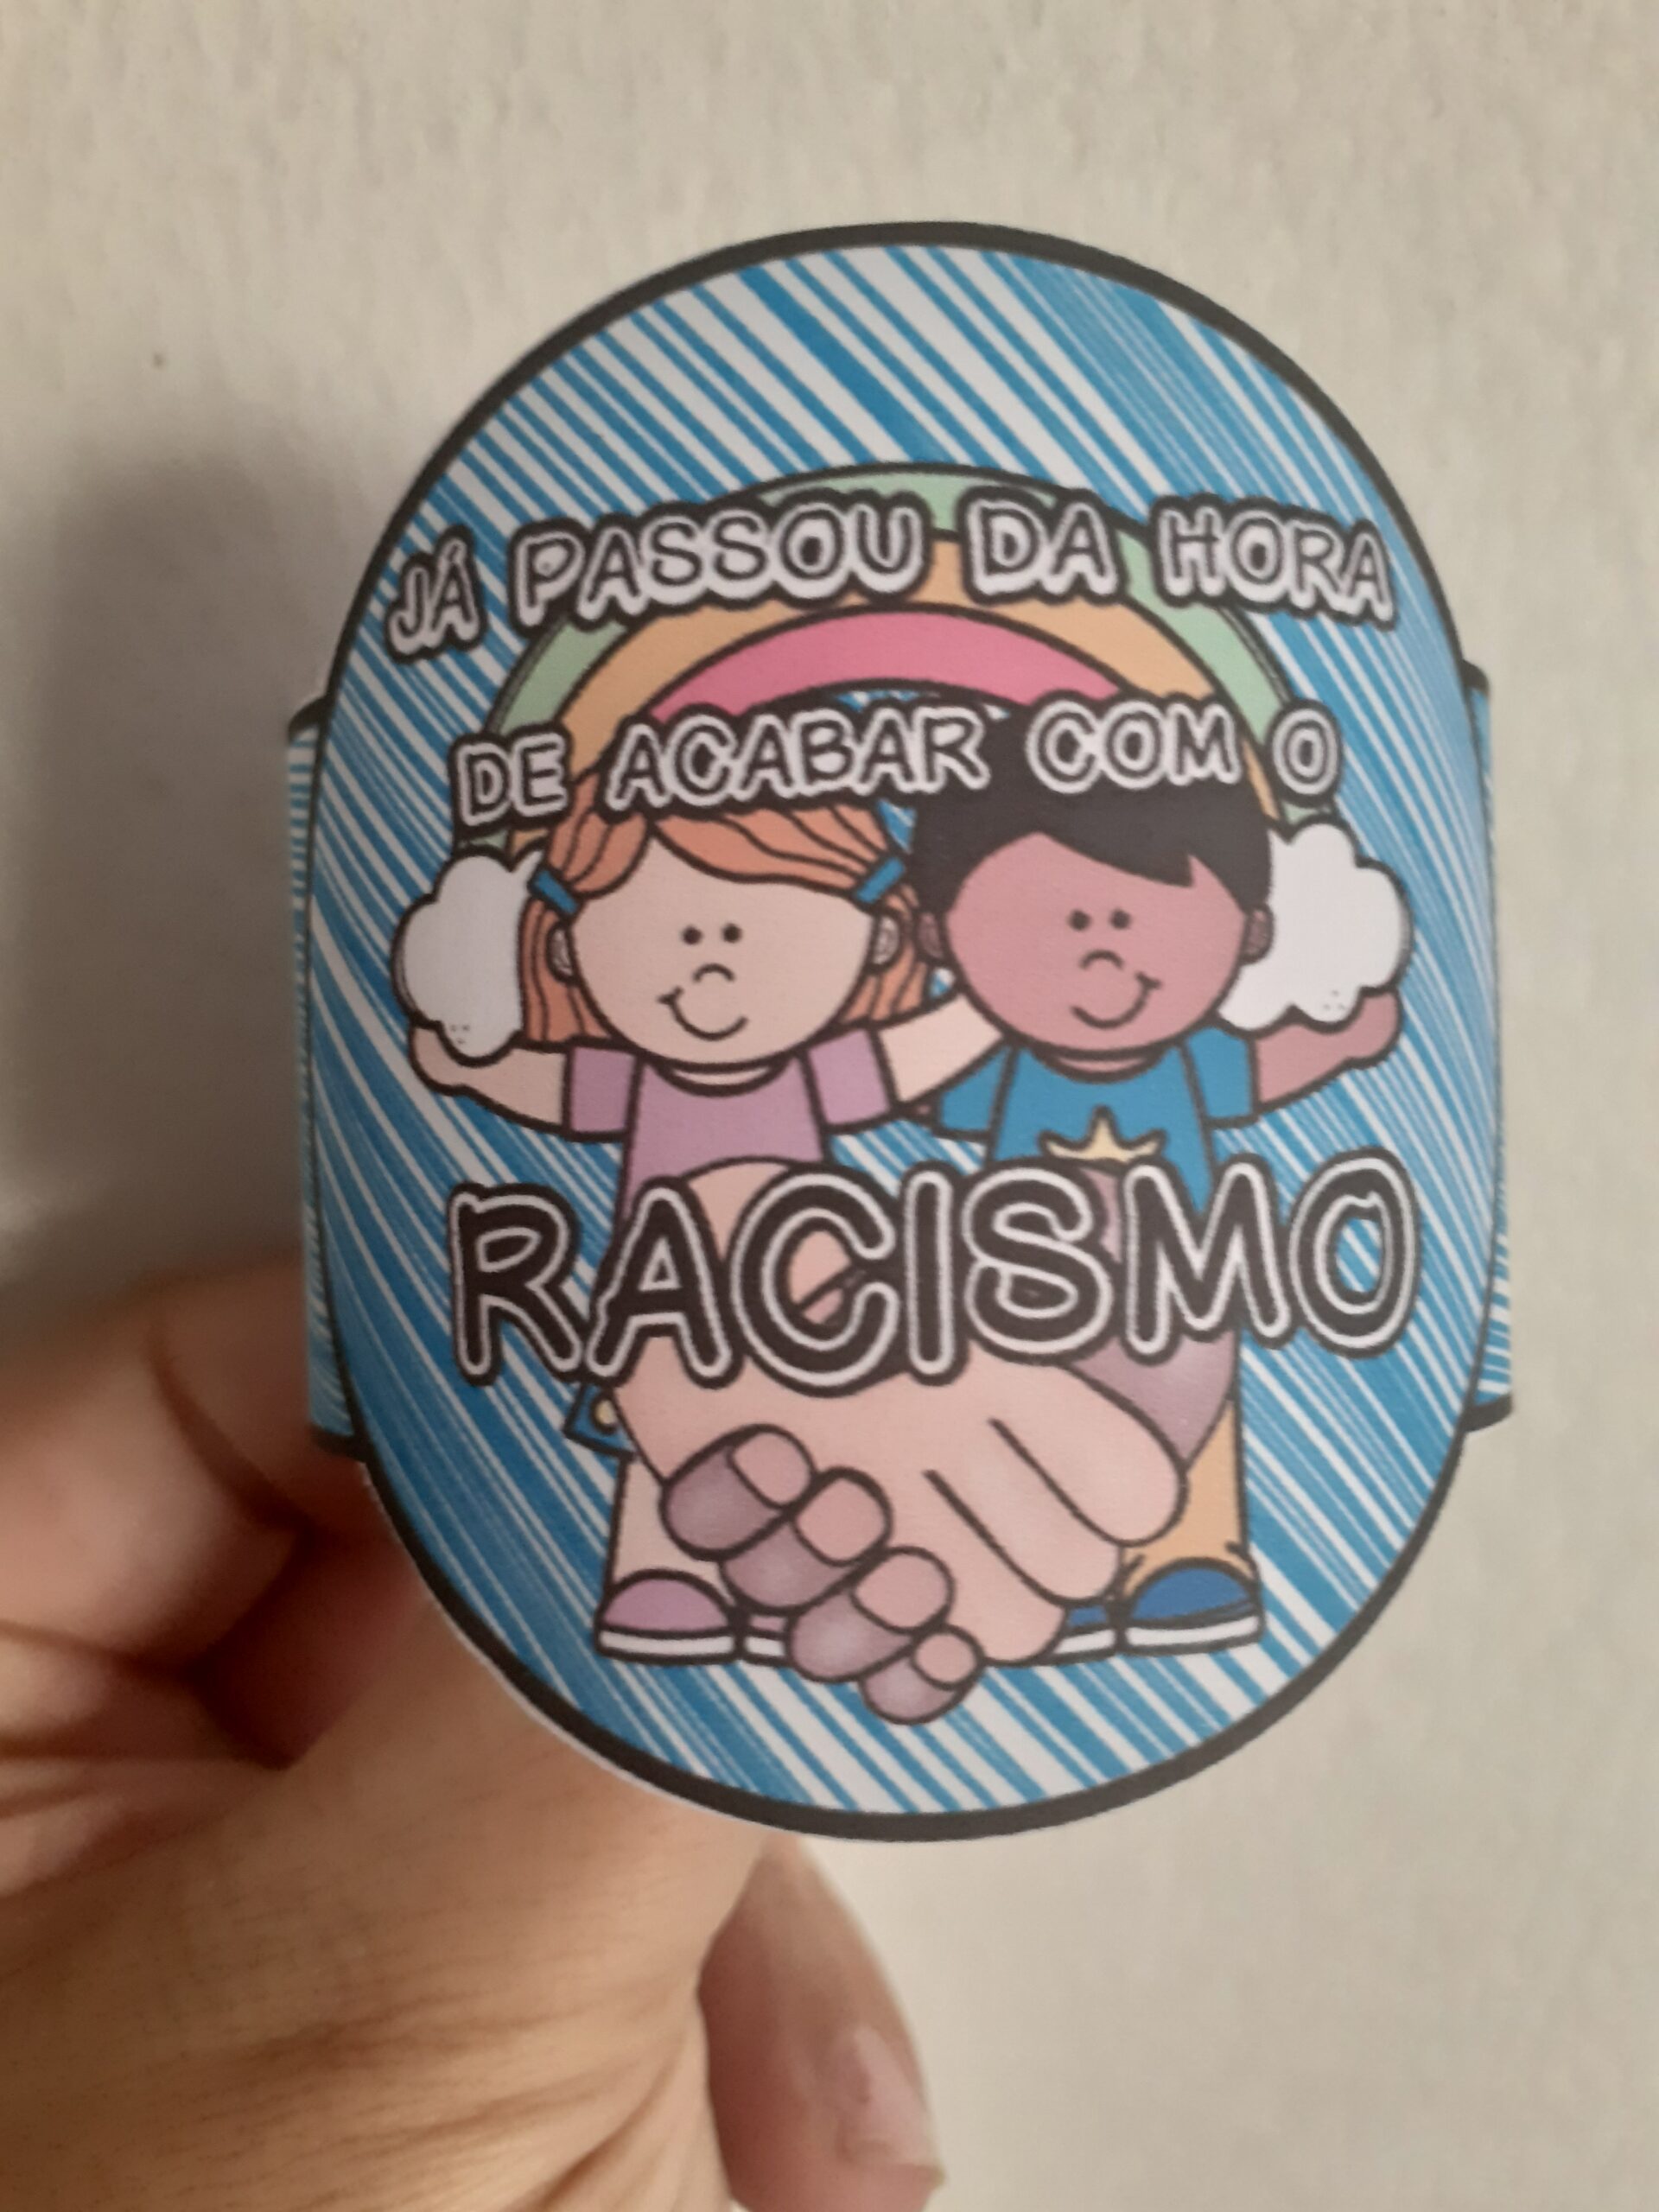 JÁ PASSOU DA HORA
DE ACABAR COM O
RACISMO